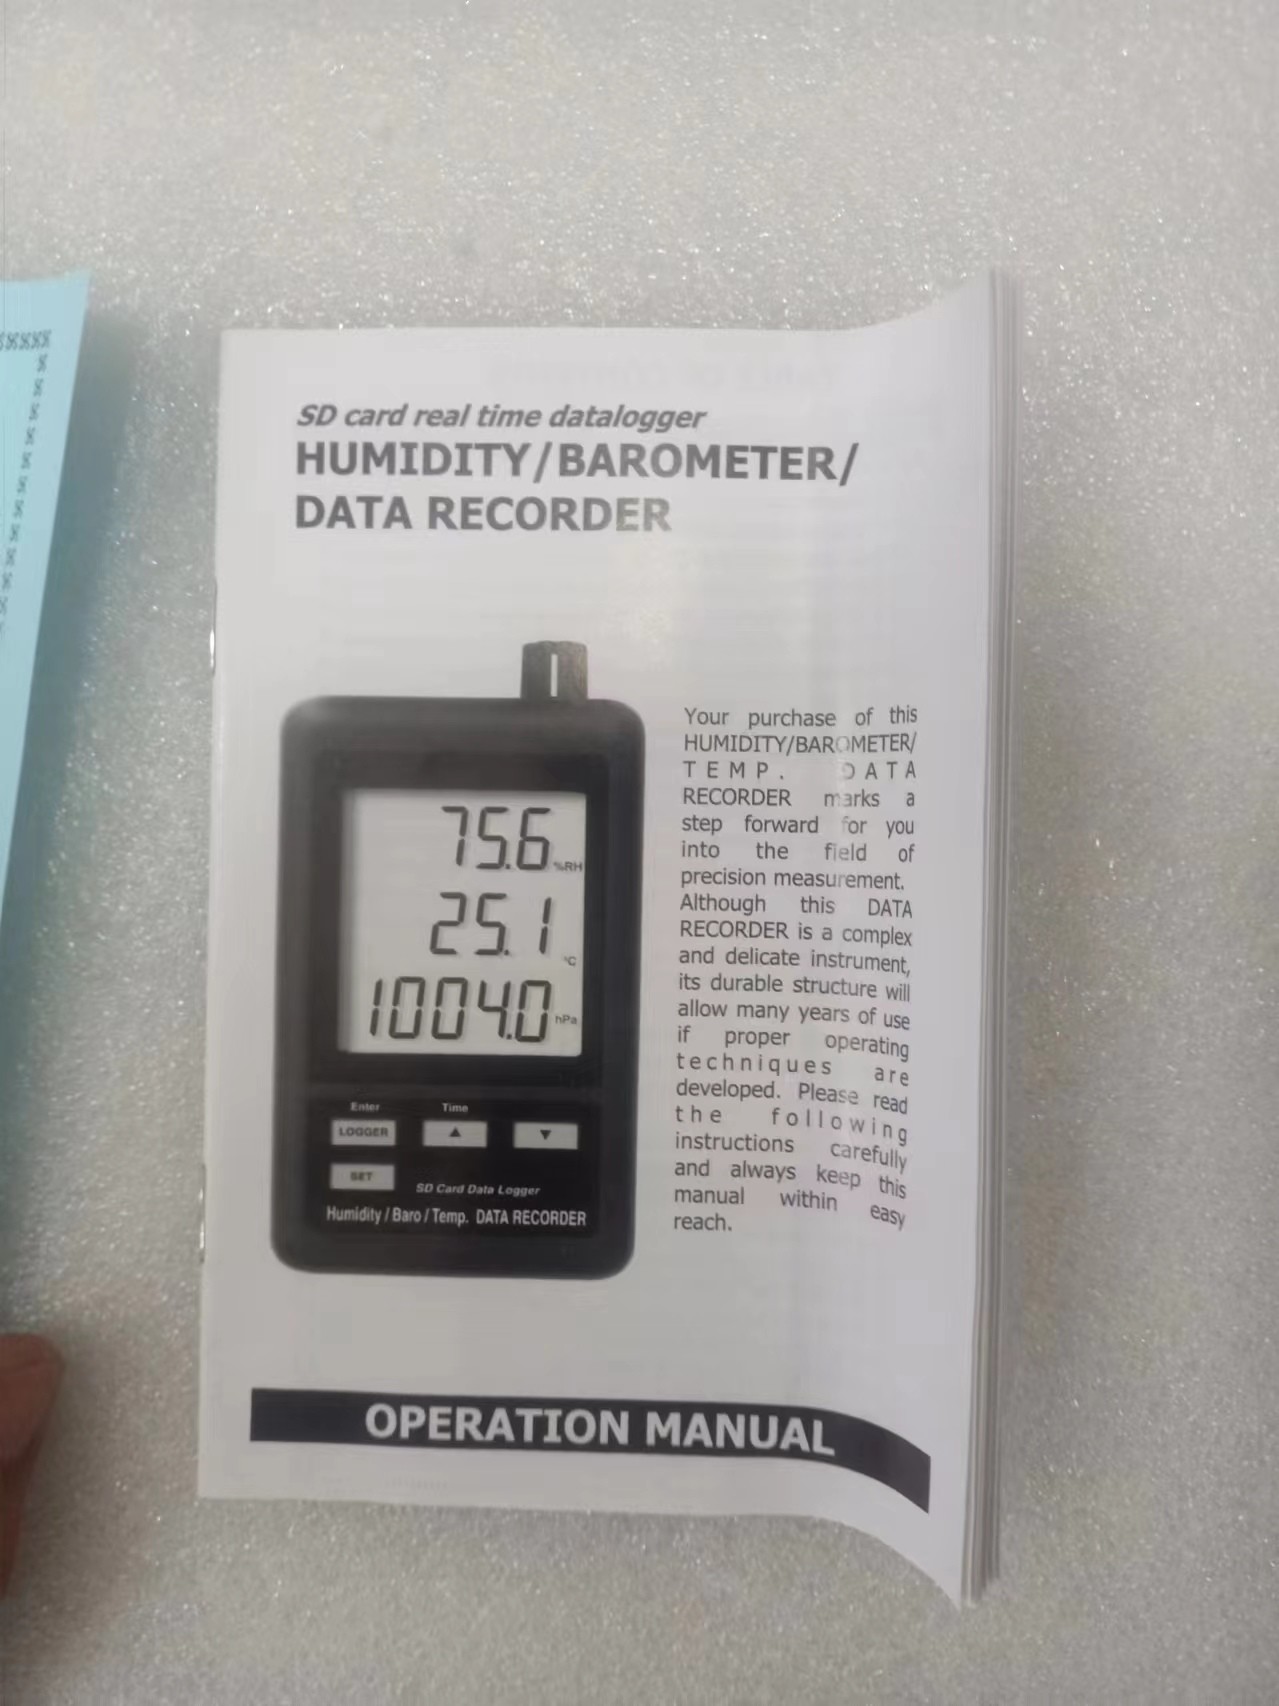 SD card real time datalogger
HUMIDITY/BAROMETER/
DATA RECORDER
75.6 %RH
25.1 °C
1004.0 hPa
Enter Time
LOGGER ▲ ▼
SET
SD Card Data Logger
Humidity / Baro / Temp. DATA RECORDER
Your purchase of this
HUMIDITY/BAROMETER/
TEMP. DATA
RECORDER marks a
step forward for you
into the field of
precision measurement.
Although this DATA
RECORDER is a complex
and delicate instrument,
its durable structure will
allow many years of use
if proper operating
techniques are
developed. Please read
the following
instructions carefully
and always keep this
manual within easy
reach.
OPERATION MANUAL